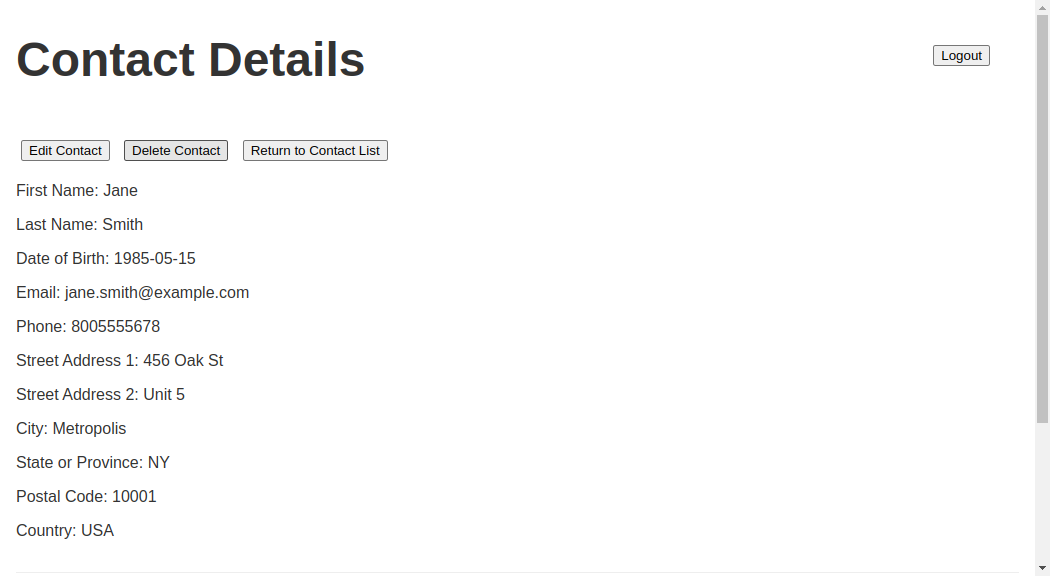 Contact Details
Logout
Edit Contact Delete Contact Return to Contact List
First Name: Jane
Last Name: Smith
Date of Birth: 1985-05-15
Email: jane.smith@example.com
Phone: 8005555678
Street Address 1: 456 Oak St
Street Address 2: Unit 5
City: Metropolis
State or Province: NY
Postal Code: 10001
Country: USA